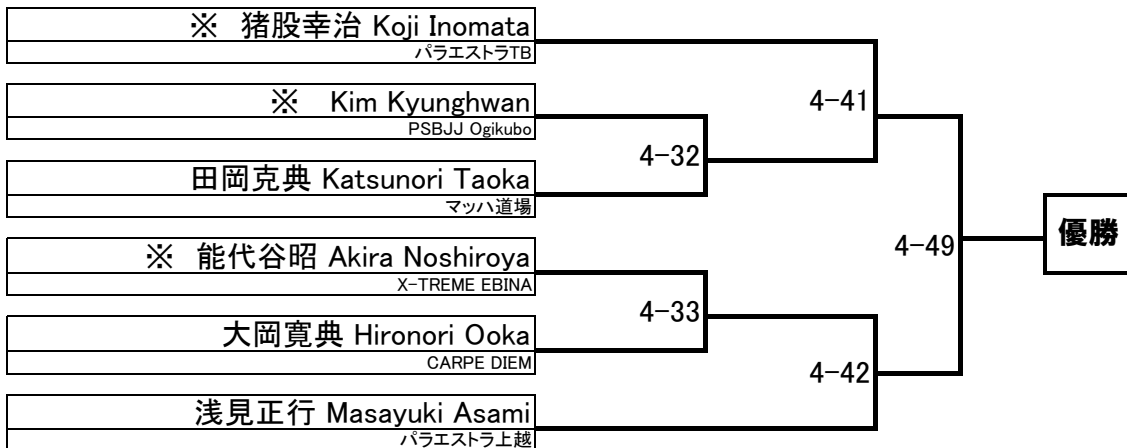 ※ 猪股幸治 Koji Inomata
パラエストラTB
※ Kim Kyunghwan
PSBJJ Ogikubo
田岡克典 Katsunori Taoka
マッハ道場
※ 能代谷昭 Akira Noshiroya
X-TREME EBINA
大岡寛典 Hironori Ooka
CARPE DIEM
浅見正行 Masayuki Asami
パラエストラ上越
4-32
4-33
4-41
4-42
4-49
優勝